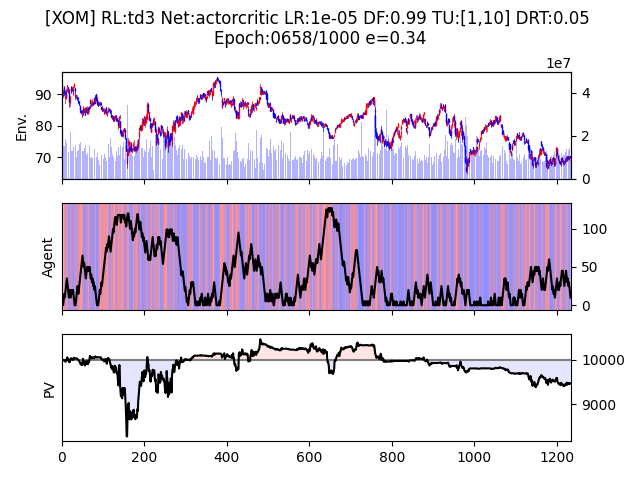 [XOM] RL:td3 Net:actorcritic LR:1e-05 DF:0.99 TU:[1,10] DRT:0.05
Epoch:0658/1000 e=0.34
1e7
Env.
90
80
70
4
2
0
Agent
100
50
0
PV
10000
9000
0 200 400 600 800 1000 1200